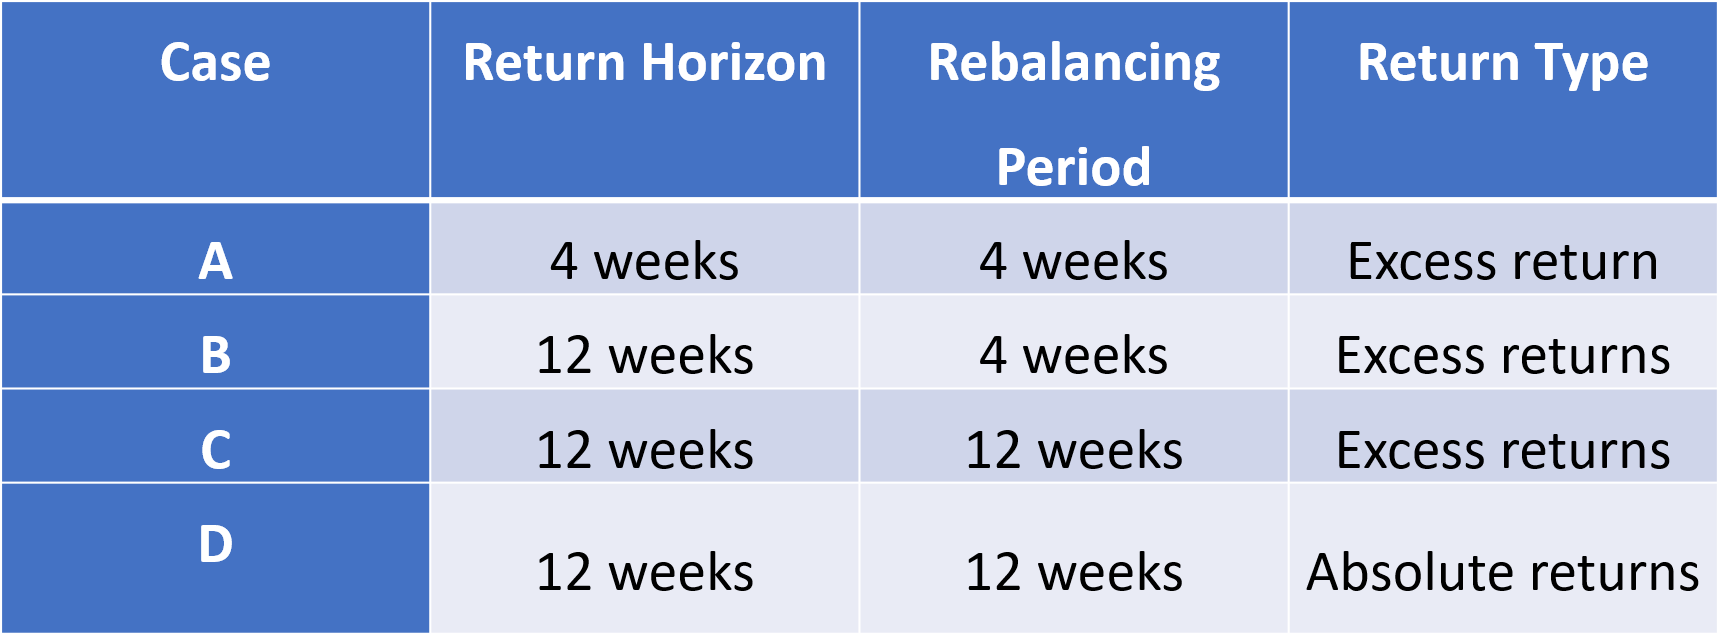 Case Return Horizon Rebalancing Period Return Type
A 4 weeks 4 weeks Excess return
B 12 weeks 4 weeks Excess returns
C 12 weeks 12 weeks Excess returns
D 12 weeks 12 weeks Absolute returns